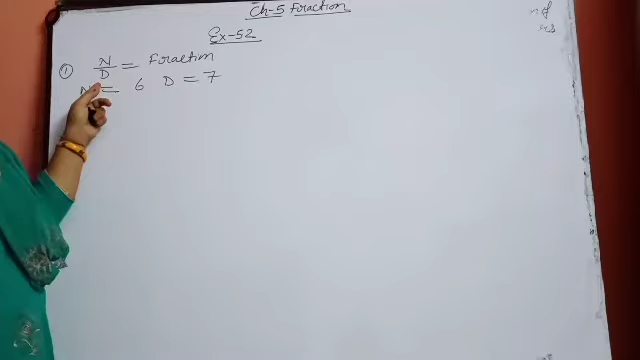 Ch-5 Fraction
Ex-52
① N/D = Fraction
N = 6 D = 7